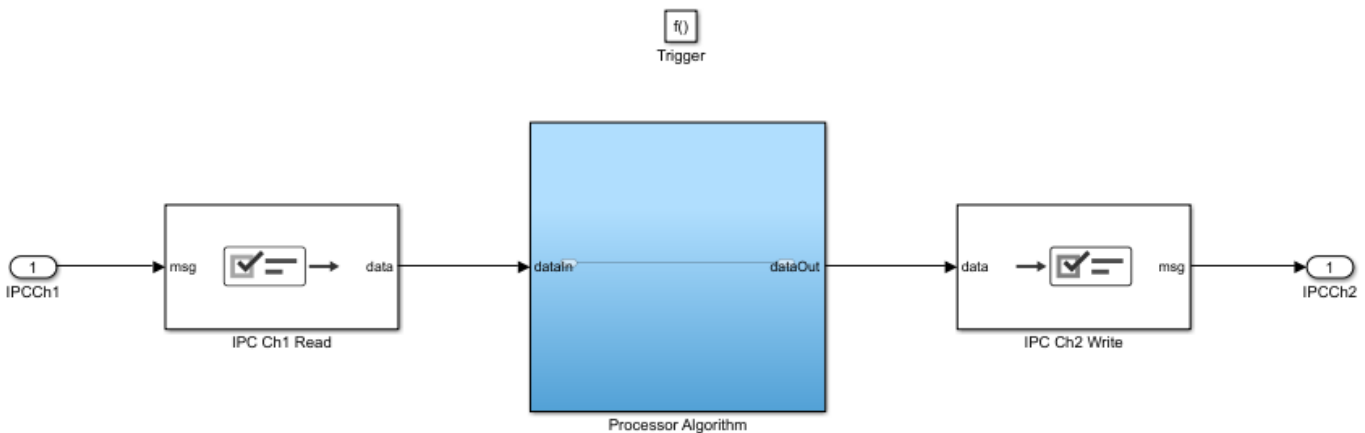 f()
Trigger
1
IPCCh1
msg
data
IPC Ch1 Read
dataIn
dataOut
Processor Algorithm
data
msg
IPC Ch2 Write
1
IPCCh2